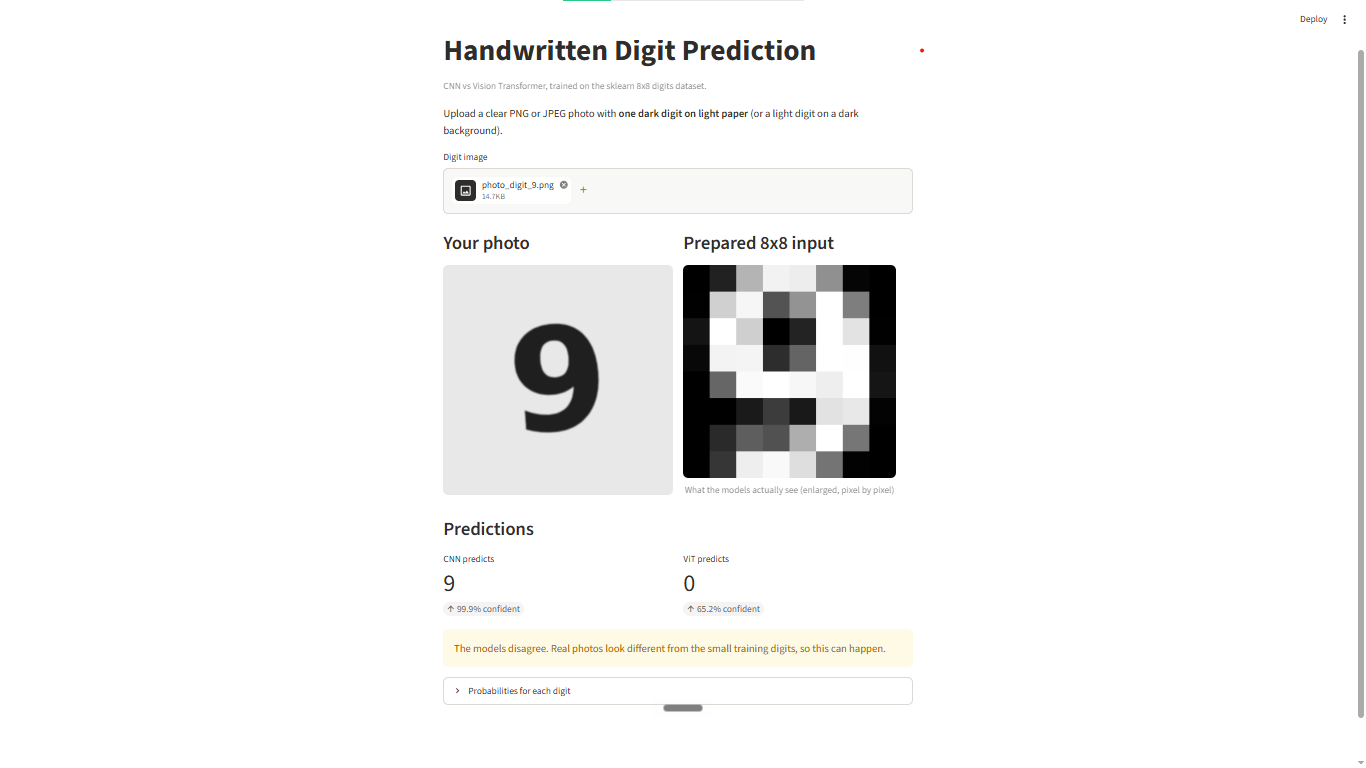 Deploy
Handwritten Digit Prediction
CNN vs Vision Transformer, trained on the sklearn 8x8 digits dataset.
Upload a clear PNG or JPEG photo with one dark digit on light paper (or a light digit on a dark
background).
Digit image
photo_digit_9.png
14.7KB
Your photo
Prepared 8x8 input
9
What the models actually see (enlarged, pixel by pixel)
Predictions
CNN predicts
ViT predicts
9
0
↑ 99.9% confident
↑ 65.2% confident
The models disagree. Real photos look different from the small training digits, so this can happen.
Probabilities for each digit